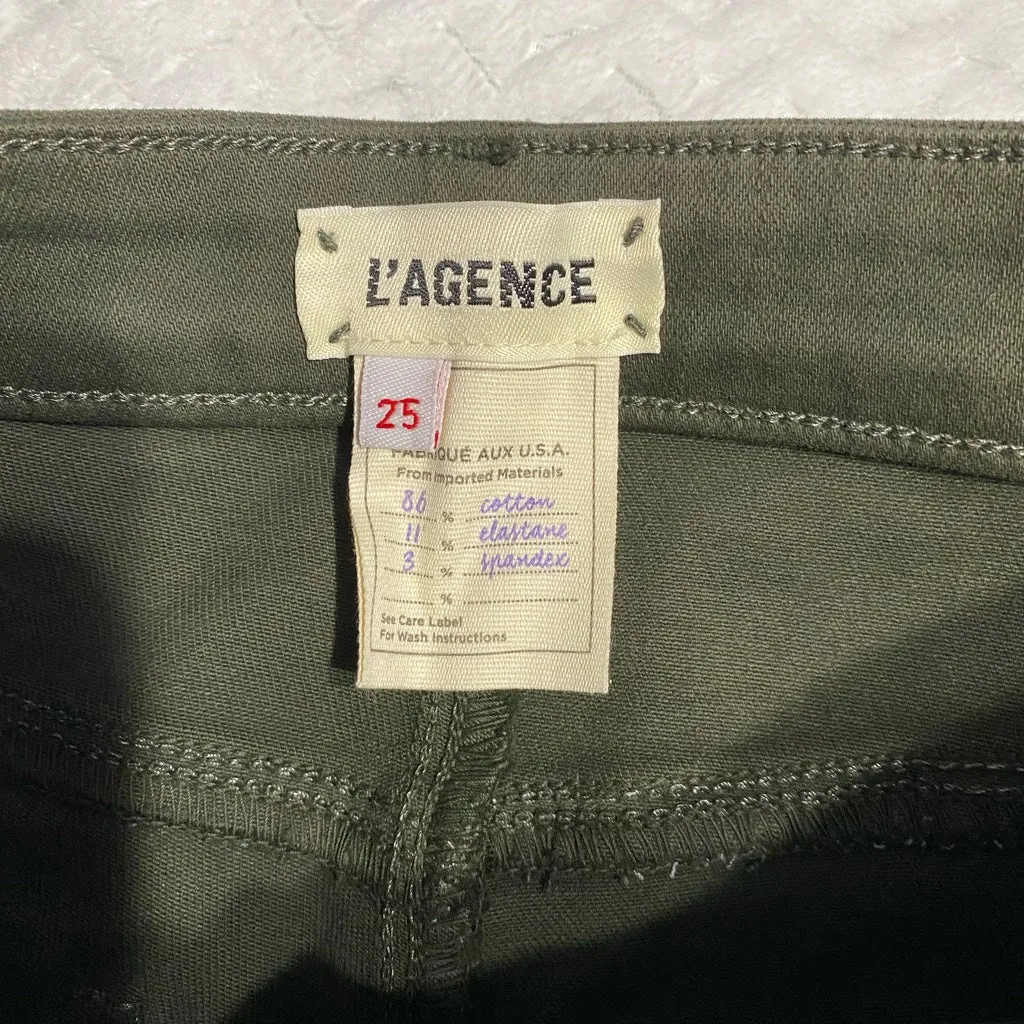 L'AGENCE
25
FABRIQUÉ AUX U.S.A.
From Imported Materials
86 % cotton
11 % elastane
3 % spandex
%
See Care Label
For Wash Instructions